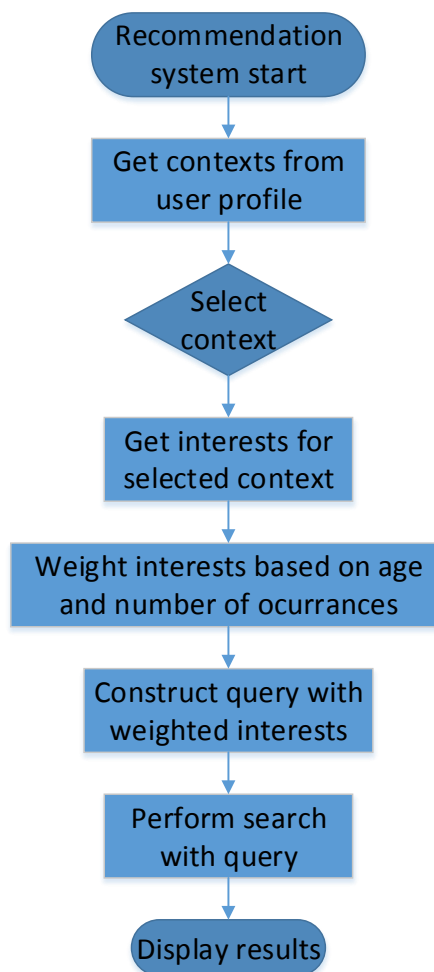 Recommendation
system start
Get contexts from
user profile
Select
context
Get interests for
selected context
Weight interests based on age
and number of ocurrances
Construct query with
weighted interests
Perform search
with query
Display results